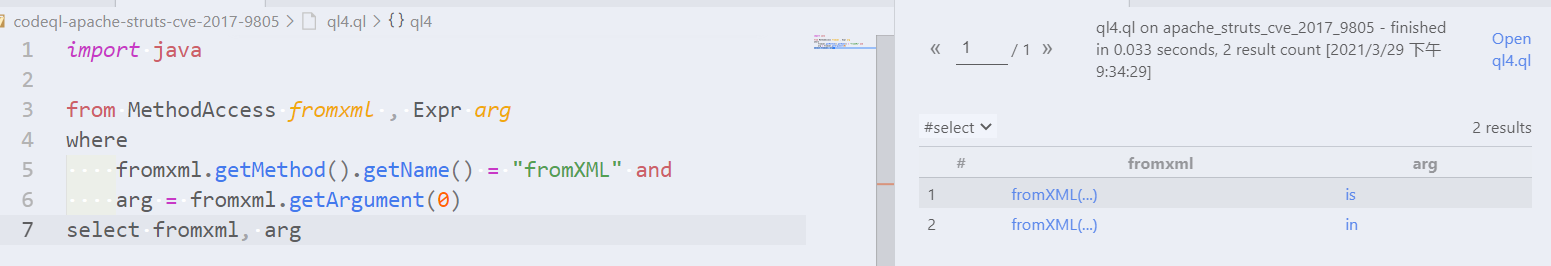 codeql-apache-struts-cve-2017-9805 > ql4.ql > {} ql4
1 import java
2
3 from MethodAccess fromxml , Expr arg
4 where
5 fromxml.getMethod().getName() = "fromXML" and
6 arg = fromxml.getArgument(0)
7 select fromxml, arg
« 1 / 1 »
ql4.ql on apache_struts_cve_2017_9805 - finished
in 0.033 seconds, 2 result count [2021/3/29 下午
9:34:29]
Open
ql4.ql
#select
2 results
# fromxml arg
1 fromXML(...) is
2 fromXML(...) in